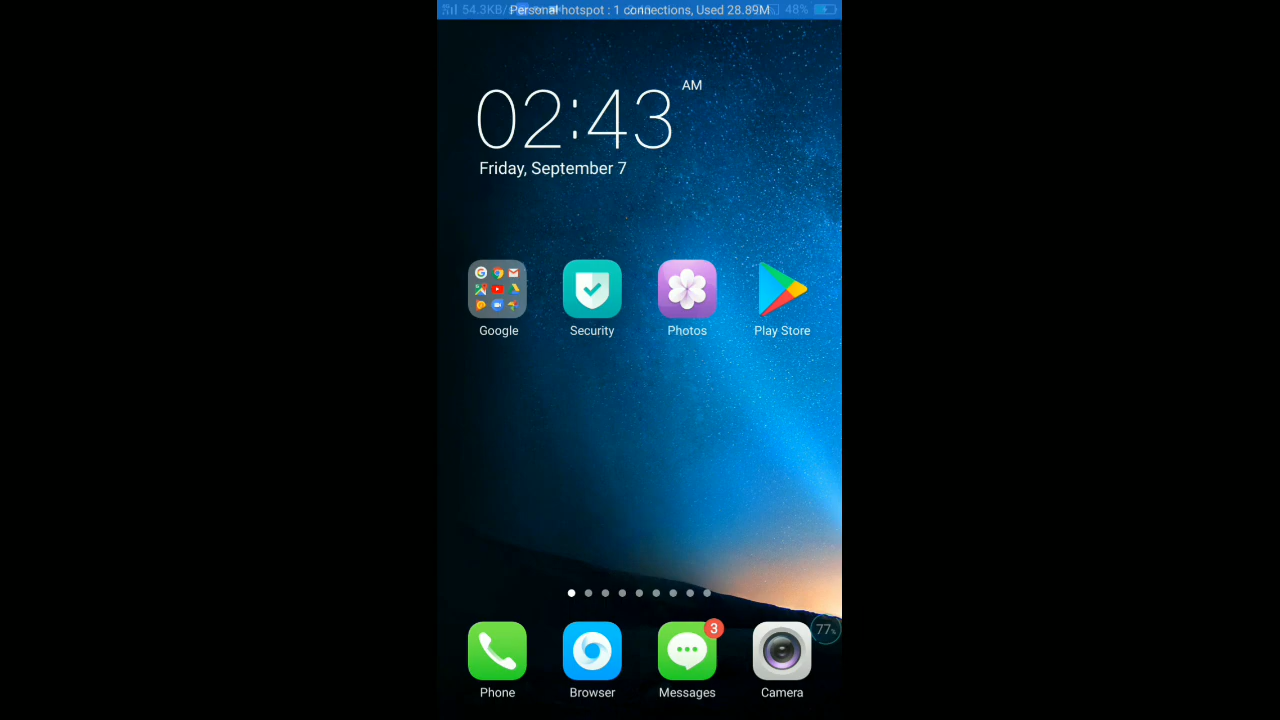 54.3KB/s Personal hotspot : 1 connections, Used 28.89M 48%
AM
02:43
Friday, September 7
Google Security Photos Play Store
3
77%
Phone Browser Messages Camera